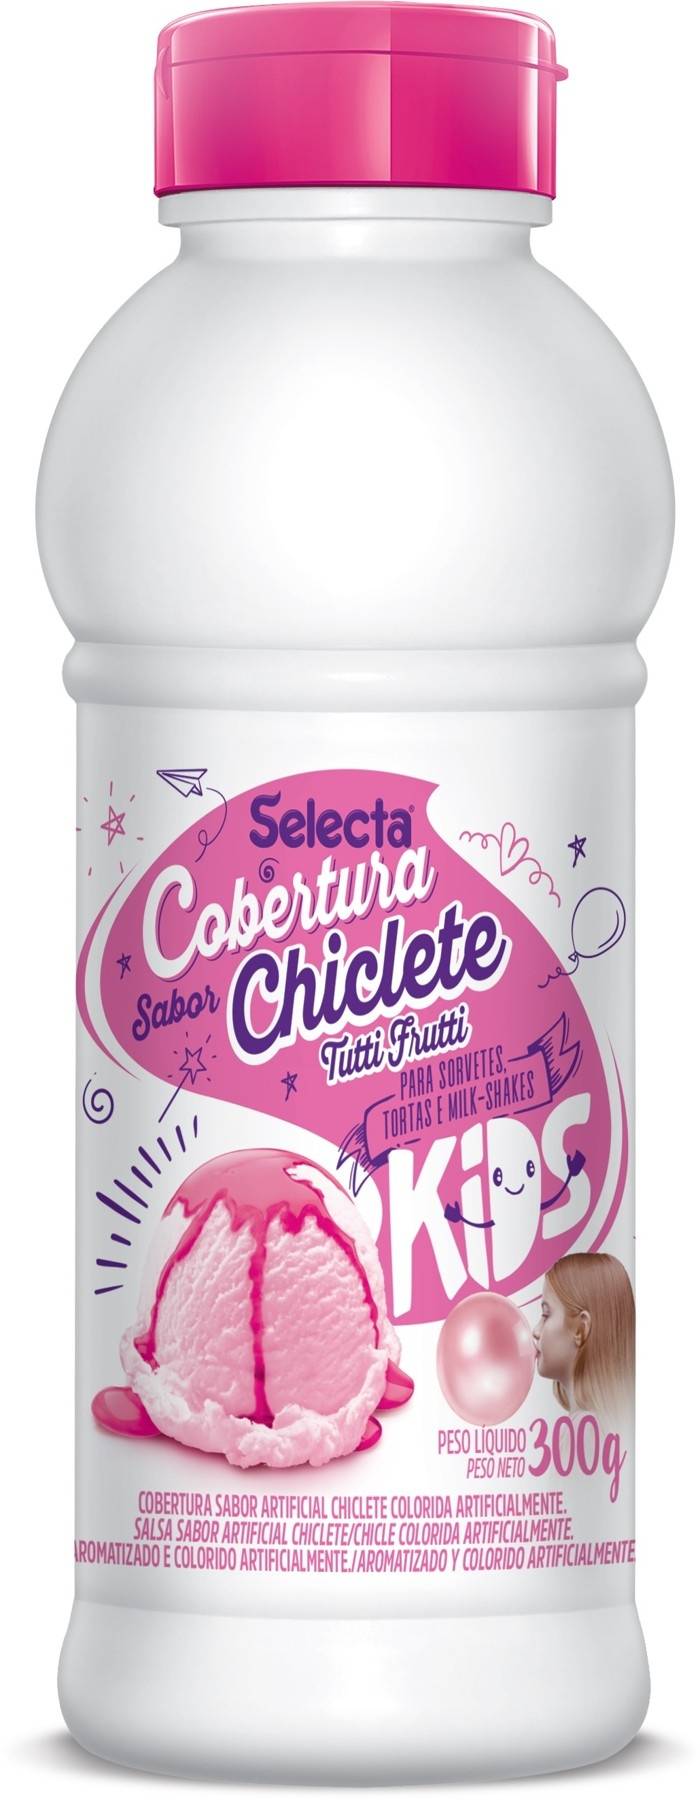 Selecta®
Cobertura
Sabor Chiclete
Tutti Frutti
PARA SORVETES,
TORTAS E MILK-SHAKES
KiDS
PESO LÍQUIDO
PESO NETO 300g
COBERTURA SABOR ARTIFICIAL CHICLETE COLORIDA ARTIFICIALMENTE.
SALSA SABOR ARTIFICIAL CHICLETE/CHICLE COLORIDA ARTIFICIALMENTE.
AROMATIZADO E COLORIDO ARTIFICIALMENTE./AROMATIZADO Y COLORIDO ARTIFICIALMENTE.